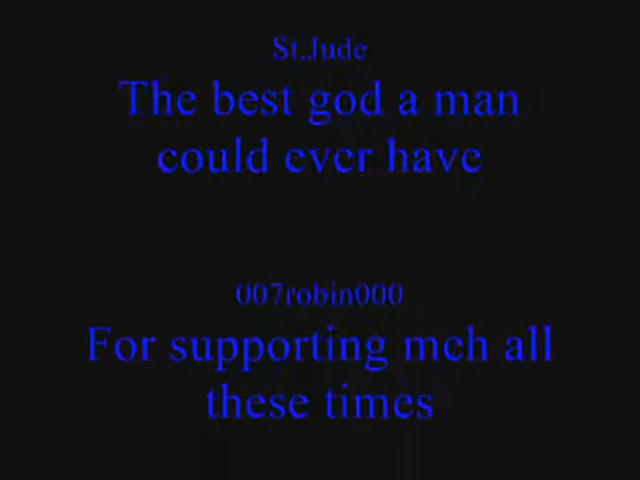 St.Jude
The best god a man
could ever have
007robin000
For supporting meh all
these times